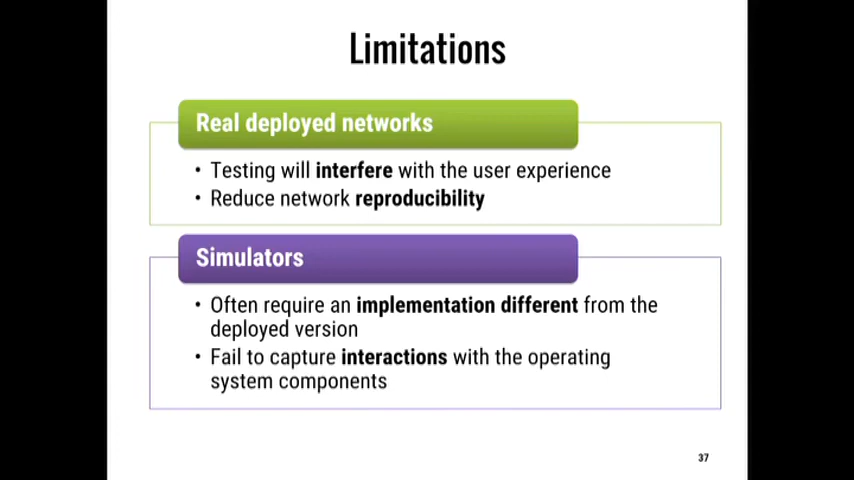 Limitations
Real deployed networks
• Testing will interfere with the user experience
• Reduce network reproducibility
Simulators
• Often require an implementation different from the
deployed version
• Fail to capture interactions with the operating
system components
37